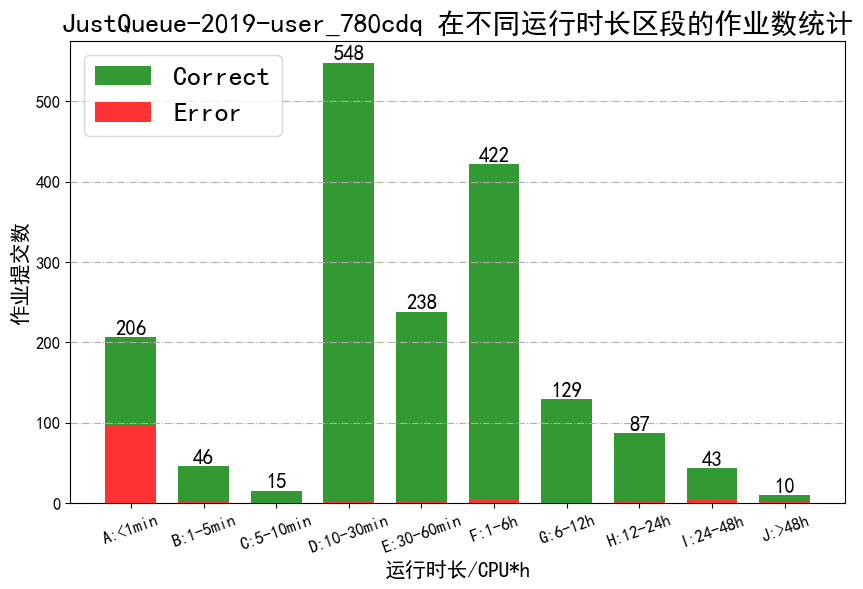 JustQueue-2019-user_780cdq 在不同运行时长区段的作业数统计
Correct
Error
作业提交数
500
400
300
200
100
0
206
46
15
548
238
422
129
87
43
10
A:<1min
B:1-5min
C:5-10min
D:10-30min
E:30-60min
F:1-6h
G:6-12h
H:12-24h
I:24-48h
J:>48h
运行时长/CPU*h